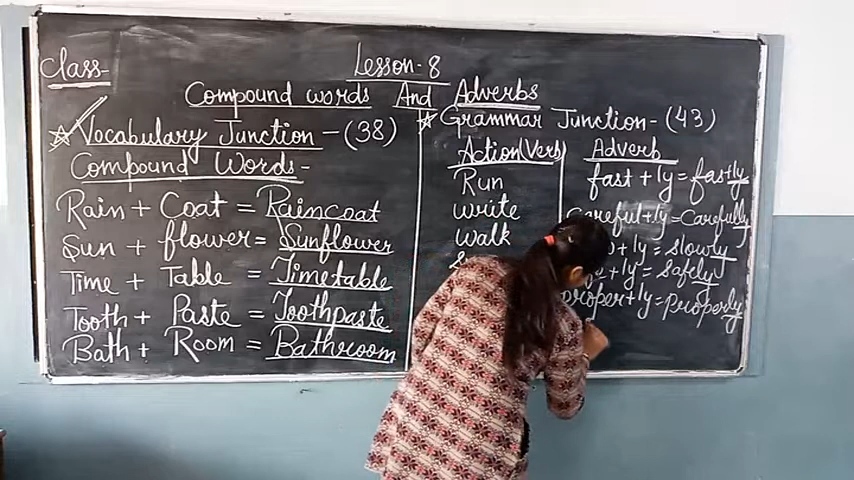 Class-
Lesson-8
Compound words And Adverbs
Vocabulary Junction-(38)
Compound Words-
Rain + Coat = Raincoat
Sun + flower= Sunflower
Time + Table = Timetable
Tooth + Paste = Toothpaste
Bath + Room = Bathroom
Grammar Junction-(43)
Action(Verb) Adverb
Run fast + ly = fastly
write Careful+ly=Carefully
walk + ly = slowly
+ ly = Safely
proper+ly=properly